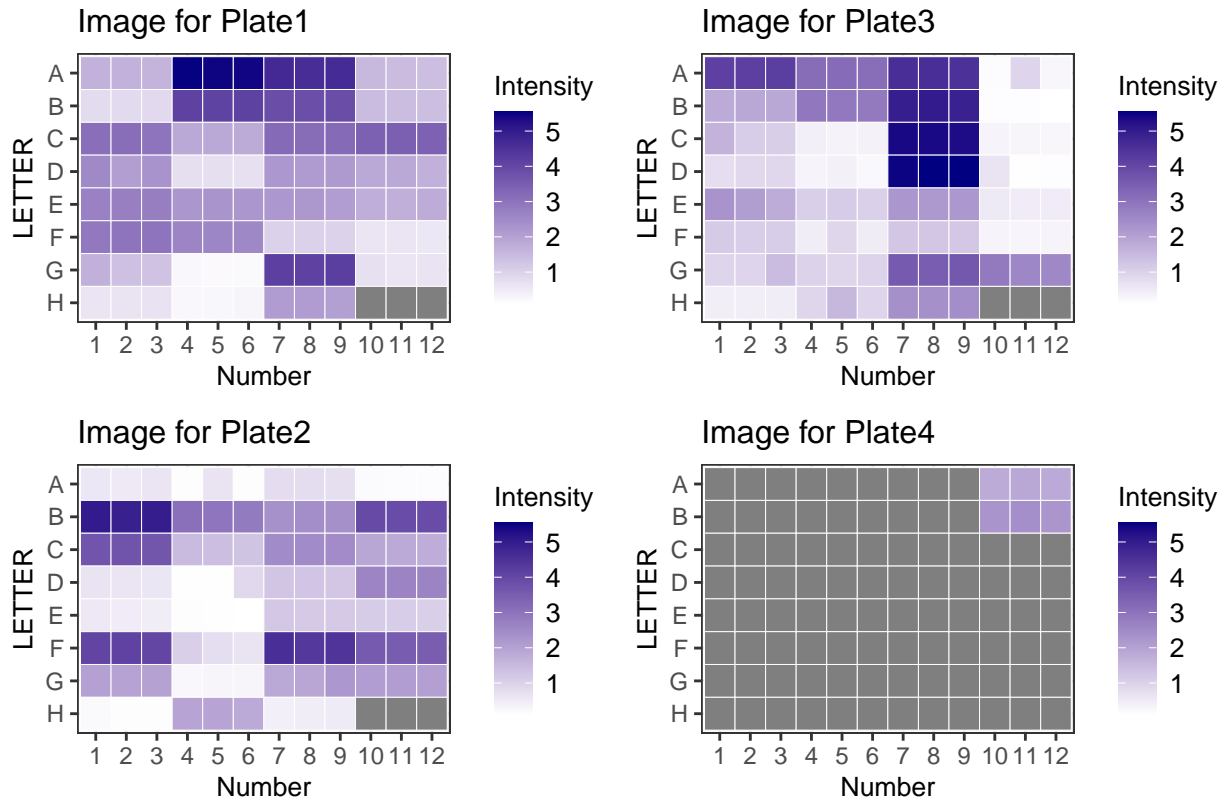 Image for Plate1
A
B
C
D
E
F
G
H
LETTER
1 2 3 4 5 6 7 8 9 10 11 12
Number
Intensity
5
4
3
2
1
Image for Plate3
A
B
C
D
E
F
G
H
LETTER
1 2 3 4 5 6 7 8 9 10 11 12
Number
Intensity
5
4
3
2
1
Image for Plate2
A
B
C
D
E
F
G
H
LETTER
1 2 3 4 5 6 7 8 9 10 11 12
Number
Intensity
5
4
3
2
1
Image for Plate4
A
B
C
D
E
F
G
H
LETTER
1 2 3 4 5 6 7 8 9 10 11 12
Number
Intensity
5
4
3
2
1